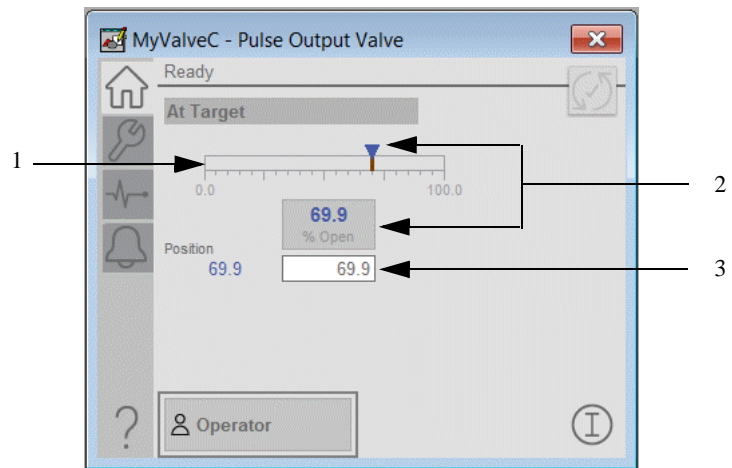 MyValveC - Pulse Output Valve
Ready
At Target
1
0.0
100.0
2
69.9
% Open
Position
69.9
69.9
3
?
Operator
I